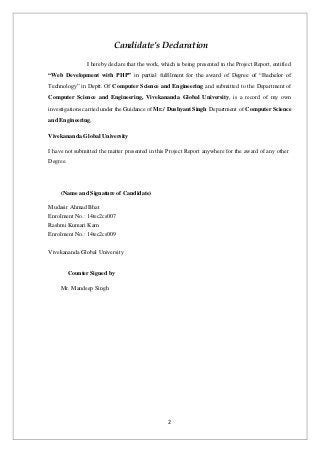 Candidate's Declaration
I hereby declare that the work, which is being presented in the Project Report, entitled
"Web Development with PHP" in partial fulfilment for the award of Degree of "Bachelor of
Technology" in Deptt. Of Computer Science and Engineering and submitted to the Department of
Computer Science and Engineering, Vivekananda Global University, is a record of my own
investigations carried under the Guidance of Mr./ Dushyant Singh Department of Computer Science
and Engineering.
Vivekananda Global University
I have not submitted the matter presented in this Project Report anywhere for the award of any other
Degree.
(Name and Signature of Candidate)
Mudasir Ahmad Bhat
Enrolment No.: 14tec2cs007
Rashmi Kumari Karn
Enrolment No.: 14tec2cs009
Vivekananda Global University
Counter Signed by
Mr. Mandeep Singh
2